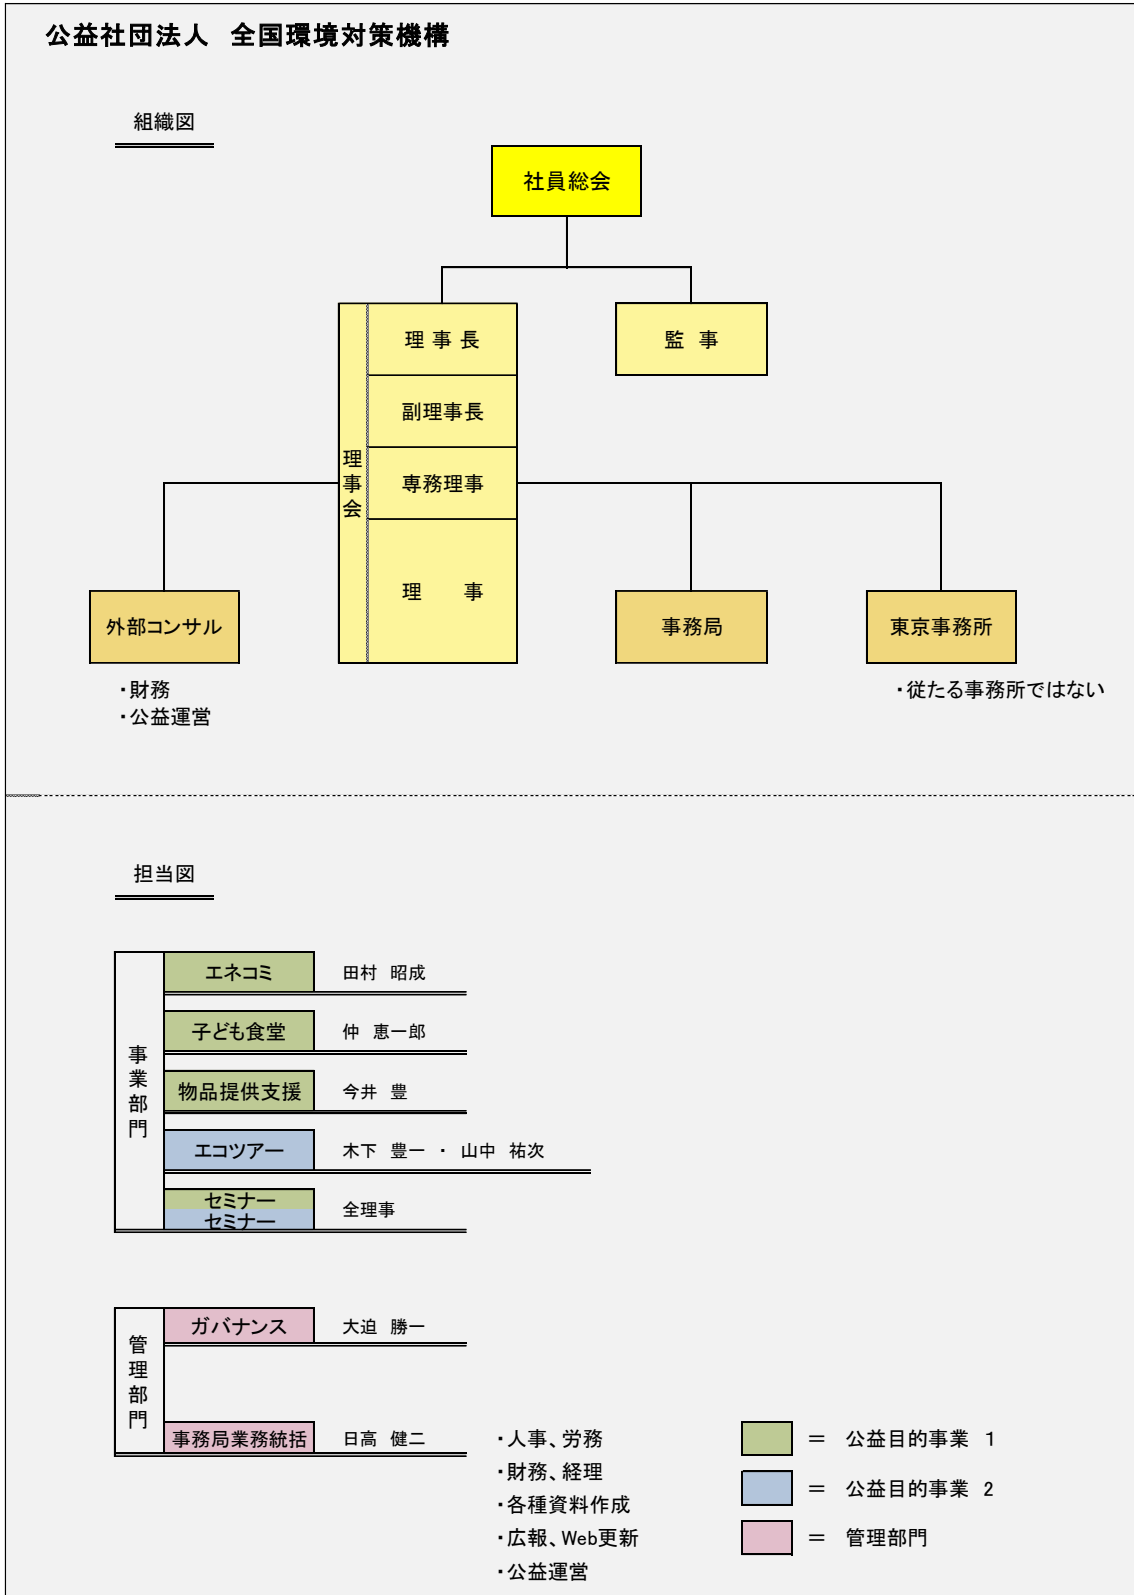 公益社団法人　全国環境対策機構
組織図
社員総会
理事会
理事長
監　事
副理事長
専務理事
理　　事
外部コンサル
事務局
東京事務所
・財務
・公益運営
・従たる事務所ではない
担当図
事業部門
エネコミ　田村　昭成
子ども食堂　仲　恵一郎
物品提供支援　今井　豊
エコツアー　木下　豊一　・　山中　祐次
セミナー
セミナー
全理事
管理部門
ガバナンス　大迫　勝一
事務局業務統括　日高　健二
・人事、労務
・財務、経理
・各種資料作成
・広報、Web更新
・公益運営
＝　公益目的事業　1
＝　公益目的事業　2
＝　管理部門